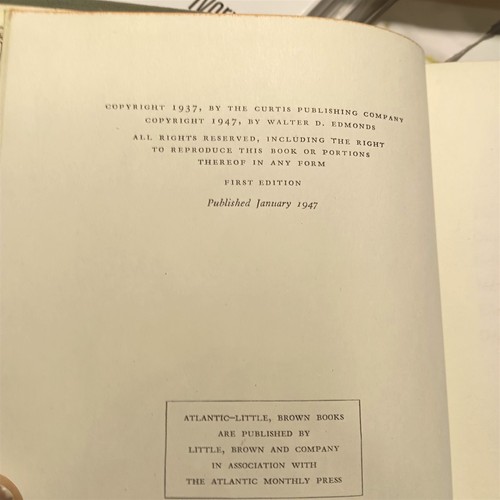 COPYRIGHT 1937, BY THE CURTIS PUBLISHING COMPANY
COPYRIGHT 1947, BY WALTER D. EDMONDS
ALL RIGHTS RESERVED, INCLUDING THE RIGHT
TO REPRODUCE THIS BOOK OR PORTIONS
THEREOF IN ANY FORM
FIRST EDITION
Published January 1947
ATLANTIC–LITTLE, BROWN BOOKS
ARE PUBLISHED BY
LITTLE, BROWN AND COMPANY
IN ASSOCIATION WITH
THE ATLANTIC MONTHLY PRESS